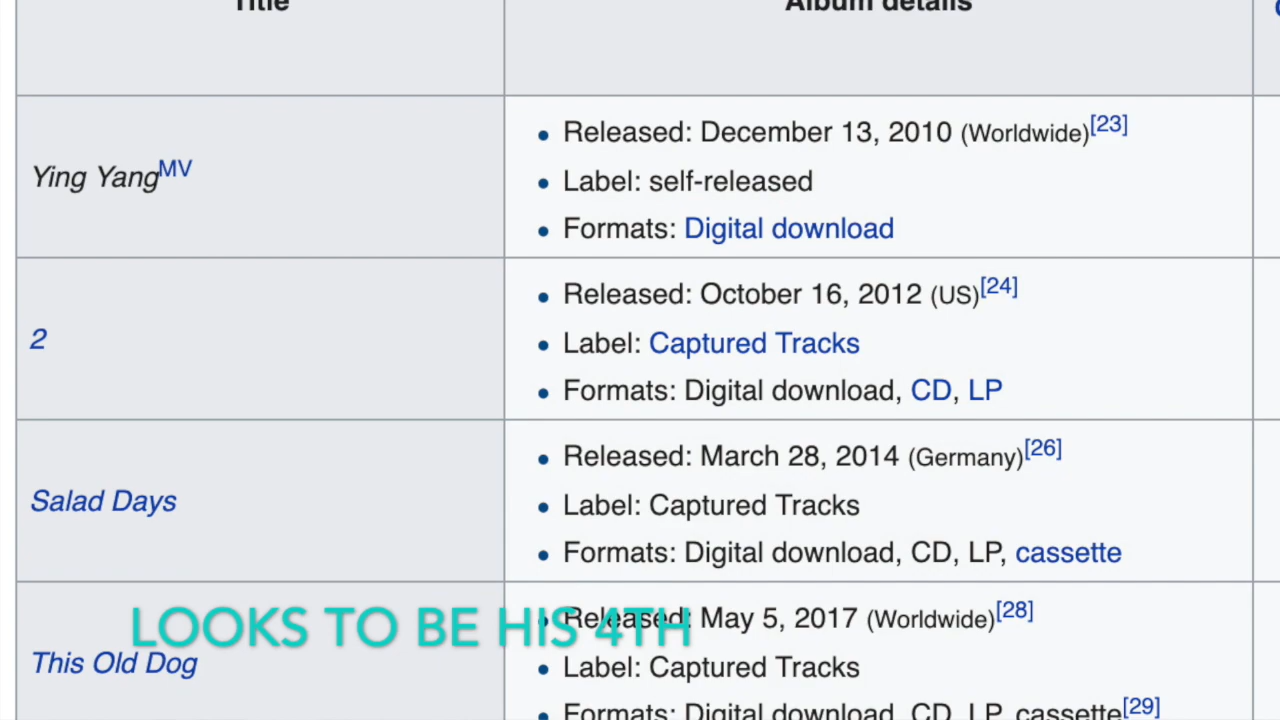 Title
Album details
Ying Yang^MV
Released: December 13, 2010 (Worldwide)[23]
Label: self-released
Formats: Digital download
2
Released: October 16, 2012 (US)[24]
Label: Captured Tracks
Formats: Digital download, CD, LP
Salad Days
Released: March 28, 2014 (Germany)[26]
Label: Captured Tracks
Formats: Digital download, CD, LP, cassette
This Old Dog
Released: May 5, 2017 (Worldwide)[28]
Label: Captured Tracks
Formats: Digital download, CD, LP, cassette[29]
LOOKS TO BE HIS 4TH